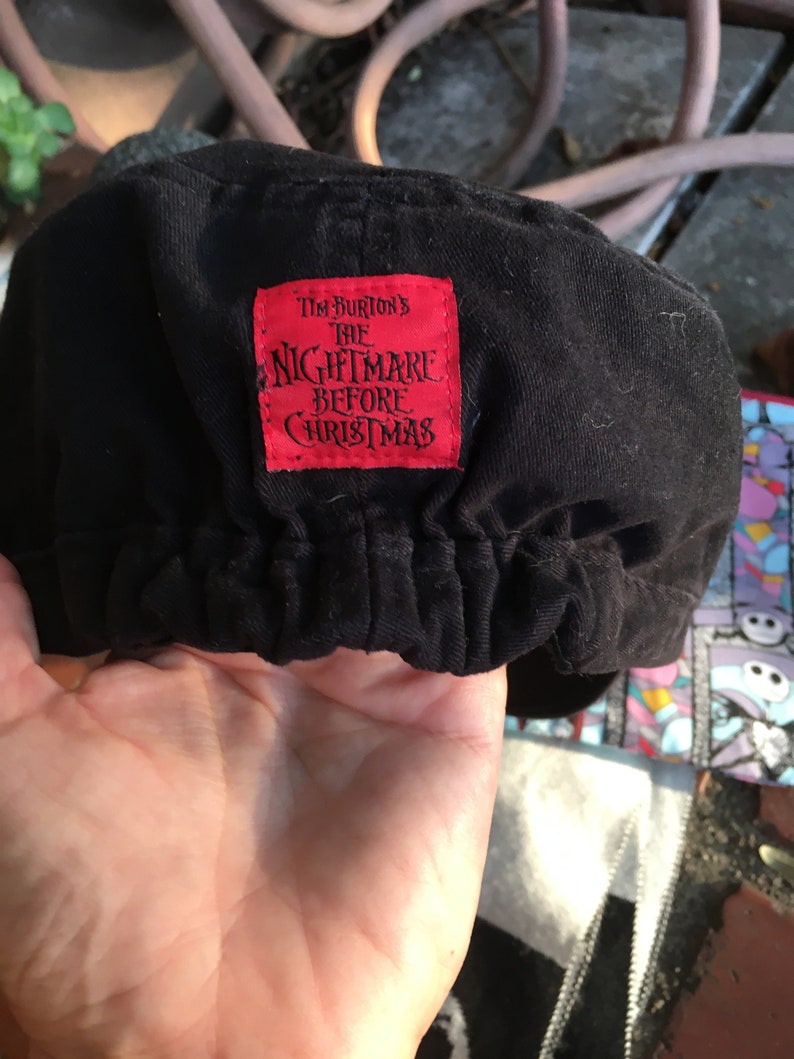 TIM BURTON'S
THE
NIGHTMARE
BEFORE
CHRISTMAS